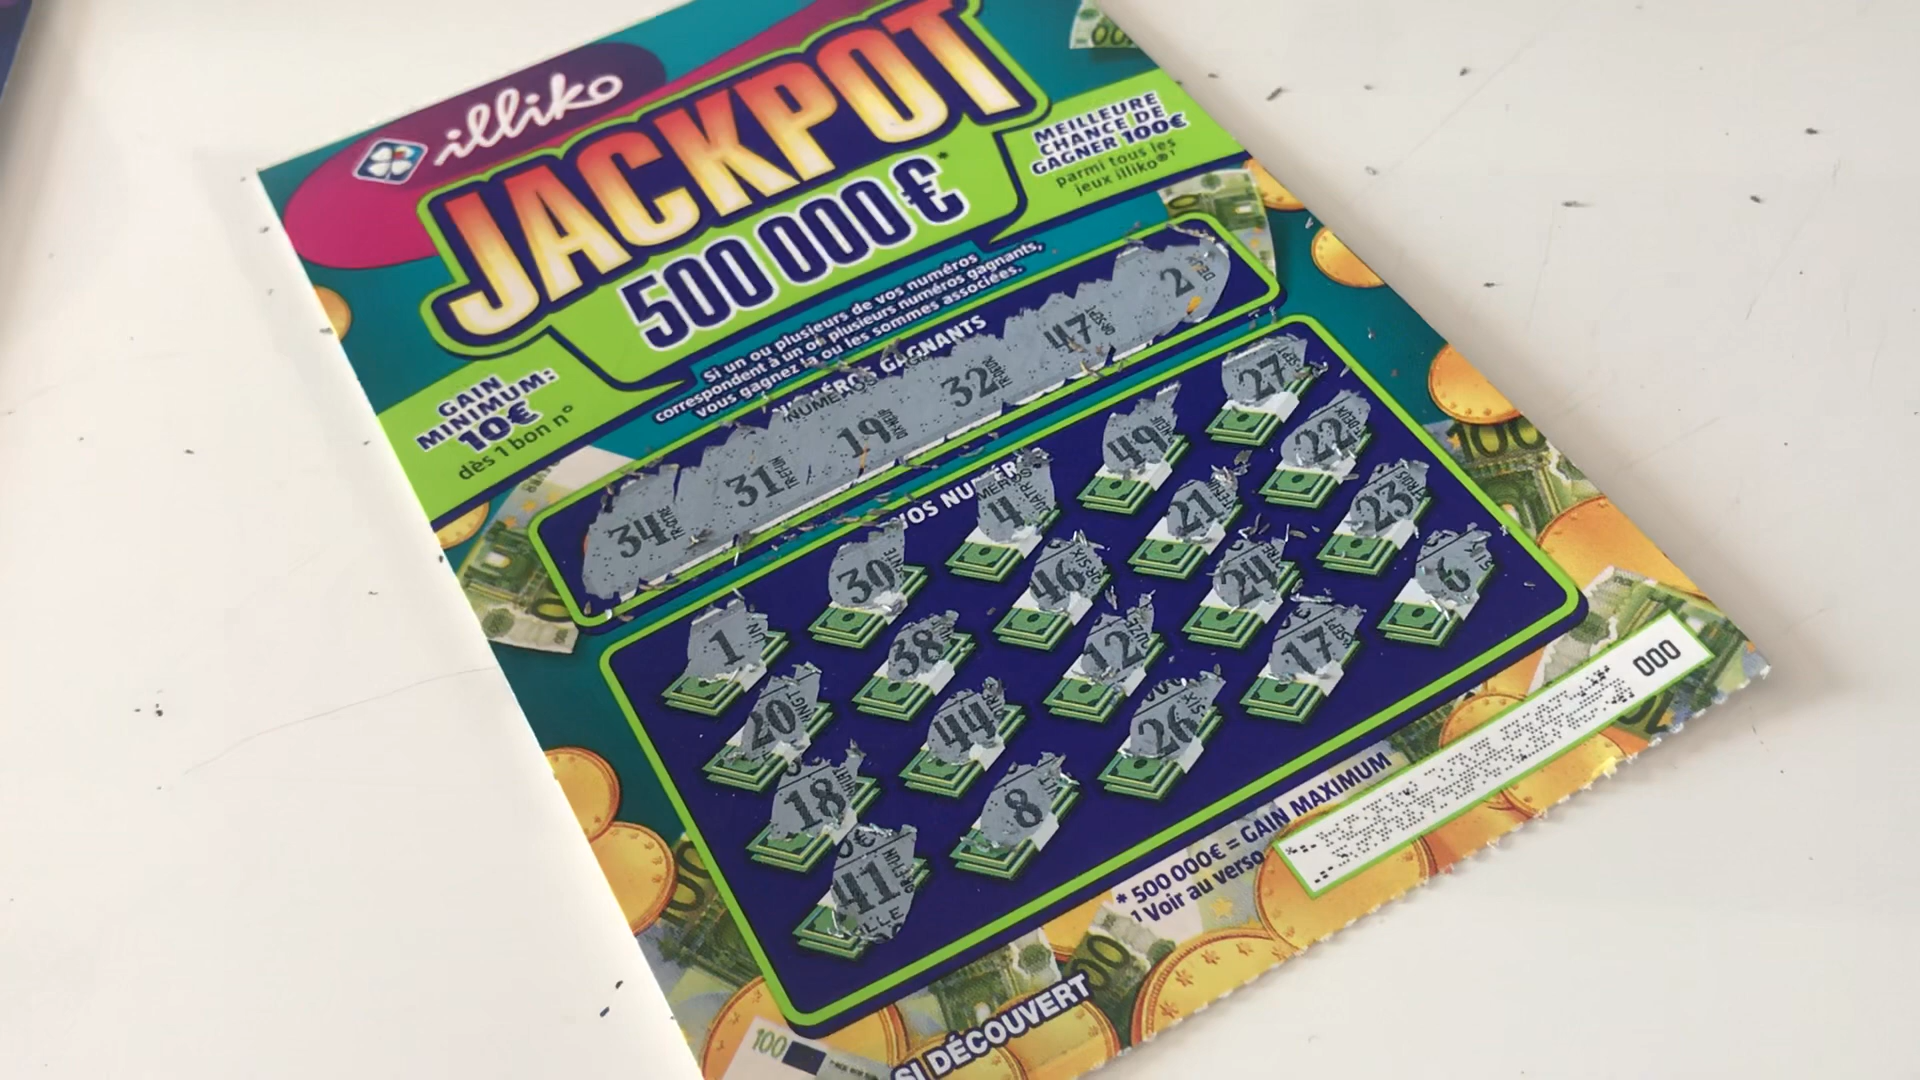 illiko
JACKPOT
500 000 €*
MEILLEURE
CHANCE DE
GAGNER 100€
parmi tous les
jeux illiko®¹
GAIN
MINIMUM:
10€
dès 1 bon n°
Si un ou plusieurs de vos numéros
correspondent à un ou plusieurs numéros gagnants,
vous gagnez la ou les sommes associées.
NUMÉROS GAGNANTS
34 31 19 32 47 2
VOS
1 30 4 49 27
20 38 46 21 22
18 44 12 24 23
41 8 26 17 6
000
* 500 000€ = GAIN MAXIMUM
1 Voir au verso
SI DÉCOUVERT
100